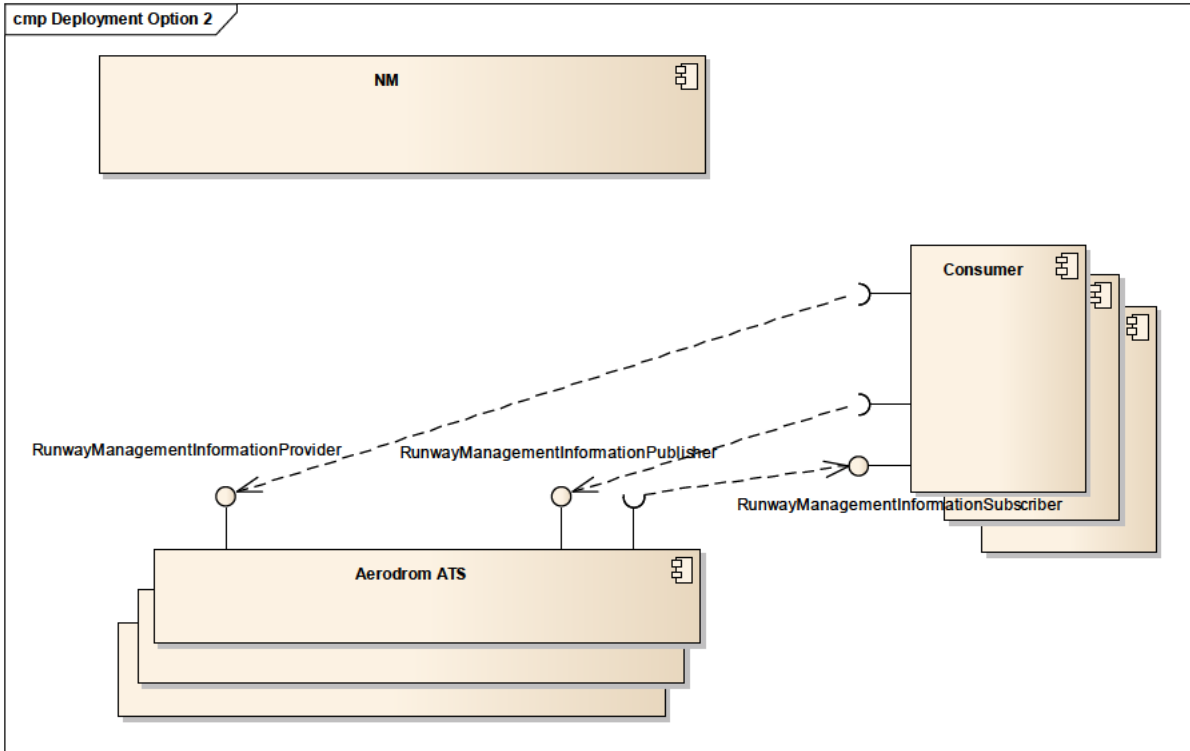 cmp Deployment Option 2
NM
Consumer
RunwayManagementInformationProvider
RunwayManagementInformationPublisher
RunwayManagementInformationSubscriber
Aerodrom ATS